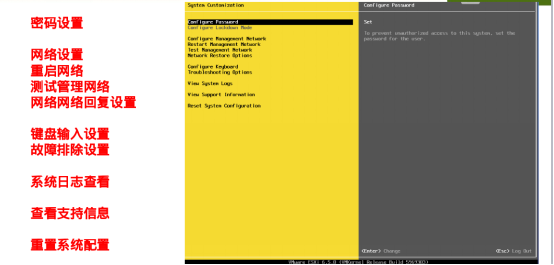 密码设置
网络设置
重启网络
测试管理网络
网络网络回复设置
键盘输入设置
故障排除设置
系统日志查看
查看支持信息
重置系统配置
System Customization
Configure Password
Configure Lockdown Mode
Configure Management Network
Restart Management Network
Test Management Network
Network Restore Options
Configure Keyboard
Troubleshooting Options
View System Logs
View Support Information
Reset System Configuration
Configure Password
Set
To prevent unauthorized access to this system, set the
password for the user.
<Enter> Change
<Esc> Log Out
VMware ESXi 6.5.0 (VMKernel Release Build 5969303)